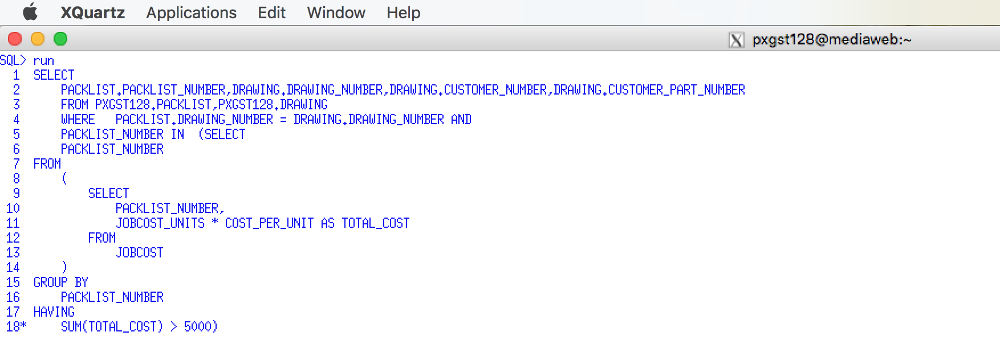 XQuartz Applications Edit Window Help
X pxgst128@mediaweb:~
SQL> run
1 SELECT
2 PACKLIST.PACKLIST_NUMBER,DRAWING.DRAWING_NUMBER,DRAWING.CUSTOMER_NUMBER,DRAWING.CUSTOMER_PART_NUMBER
3 FROM PXGST128.PACKLIST,PXGST128.DRAWING
4 WHERE PACKLIST.DRAWING_NUMBER = DRAWING.DRAWING_NUMBER AND
5 PACKLIST_NUMBER IN (SELECT
6 PACKLIST_NUMBER
7 FROM
8 (
9 SELECT
10 PACKLIST_NUMBER,
11 JOBCOST_UNITS * COST_PER_UNIT AS TOTAL_COST
12 FROM
13 JOBCOST
14 )
15 GROUP BY
16 PACKLIST_NUMBER
17 HAVING
18* SUM(TOTAL_COST) > 5000)